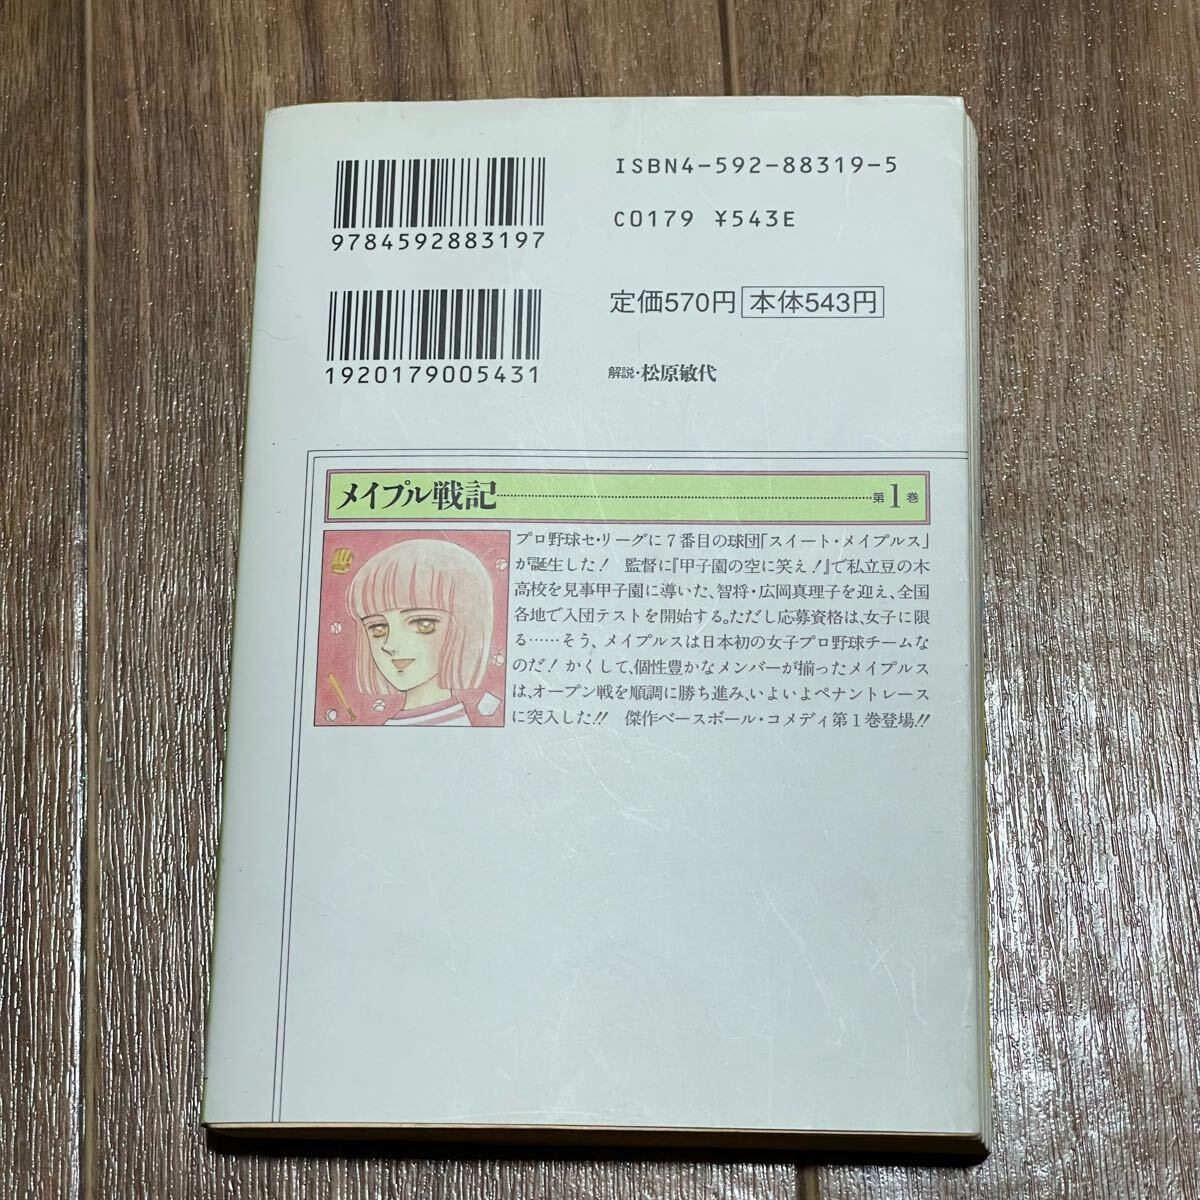 ISBN4-592-88319-5
9784592883197
C0179 ¥543E
定価570円 本体543円
1920179005431
解説・松原敏代
メイプル戦記 第1巻
プロ野球セ・リーグに7番目の球団「スイート・メイプルス」
が誕生した! 監督に『甲子園の空に笑え!』で私立豆の木
高校を見事甲子園に導いた、智将・広岡真理子を迎え、全国
各地で入団テストを開始する。ただし応募資格は、女子に限
る……そう、メイプルスは日本初の女子プロ野球チームな
のだ! かくして、個性豊かなメンバーが揃ったメイプルス
は、オープン戦を順調に勝ち進み、いよいよペナントレース
に突入した!! 傑作ベースボール・コメディ第1巻登場!!